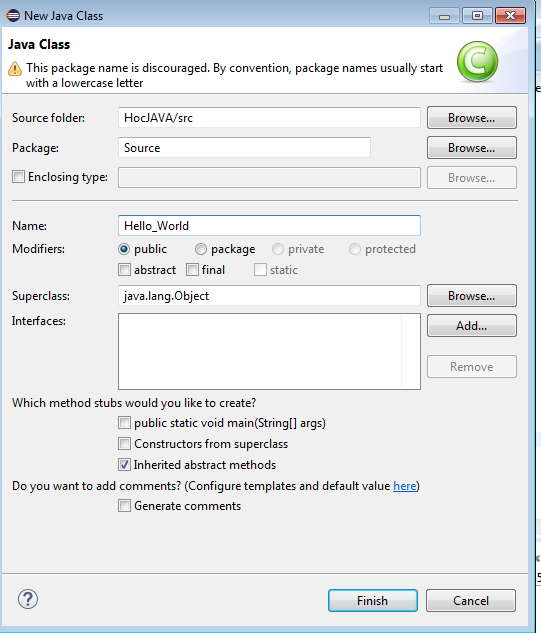 New Java Class
Java Class
This package name is discouraged. By convention, package names usually start
with a lowercase letter
Source folder: HocJAVA/src Browse...
Package: Source Browse...
Enclosing type: Browse...
Name: Hello_World
Modifiers: public package private protected
abstract final static
Superclass: java.lang.Object Browse...
Interfaces: Add...
Remove
Which method stubs would you like to create?
public static void main(String[] args)
Constructors from superclass
Inherited abstract methods
Do you want to add comments? (Configure templates and default value here)
Generate comments
Finish Cancel